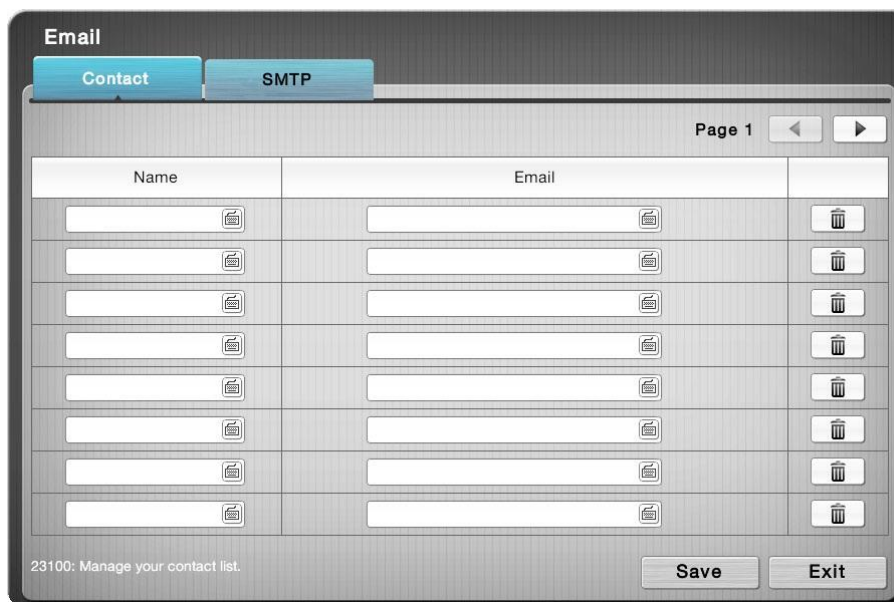 Email
Contact
SMTP
Page 1
Name
Email
23100: Manage your contact list.
Save
Exit